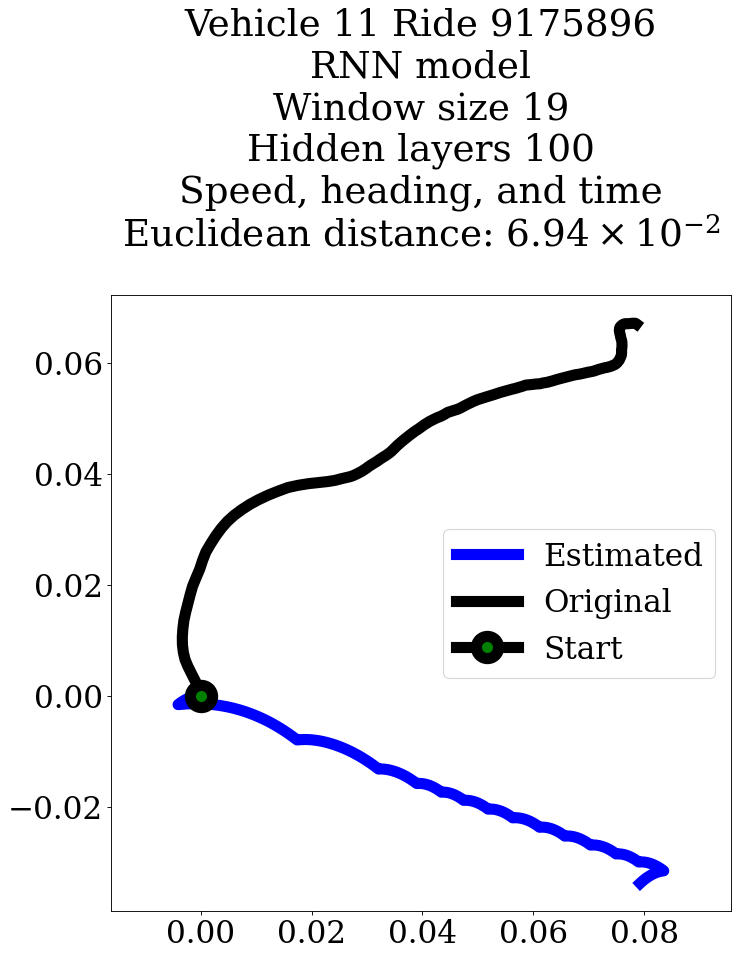 Vehicle 11 Ride 9175896
RNN model
Window size 19
Hidden layers 100
Speed, heading, and time
Euclidean distance: 6.94 × 10⁻²
0.06
0.04
0.02
0.00
−0.02
Estimated
Original
Start
0.00 0.02 0.04 0.06 0.08